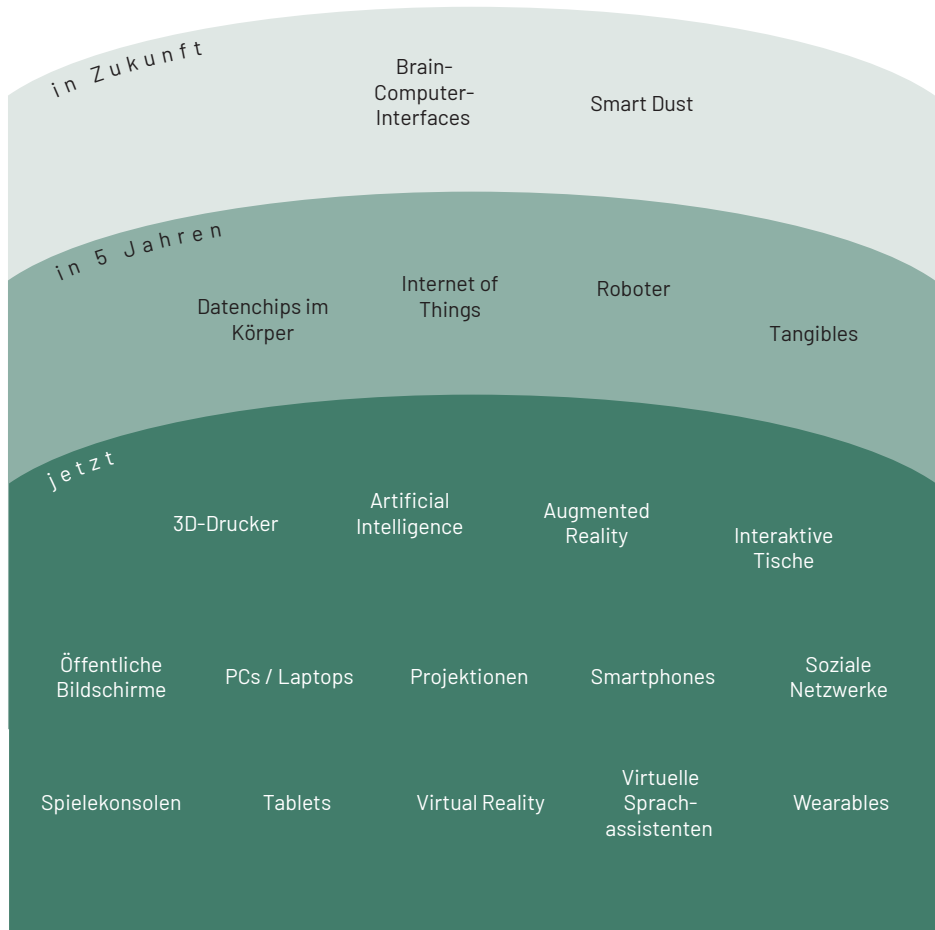 in Zukunft
Brain-
Computer-
Interfaces
Smart Dust
in 5 Jahren
Datenchips im
Körper
Internet of
Things
Roboter
Tangibles
jetzt
3D-Drucker
Artificial
Intelligence
Augmented
Reality
Interaktive
Tische
Öffentliche
Bildschirme
PCs / Laptops
Projektionen
Smartphones
Soziale
Netzwerke
Spielekonsolen
Tablets
Virtual Reality
Virtuelle
Sprach-
assistenten
Wearables